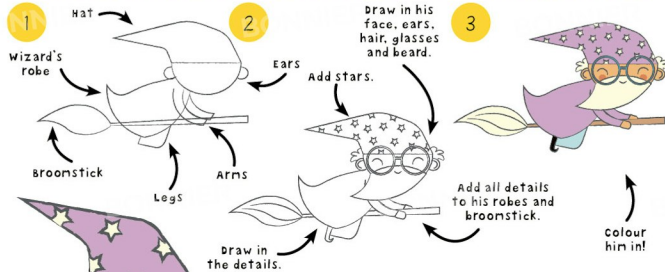 1
Hat
Wizard's
robe
Ears
Broomstick
Legs
Arms
2
Add stars.
Draw in his
face, ears,
hair, glasses
and beard.
Draw in
the details.
Add all details
to his robes and
broomstick.
3
Colour
him in!